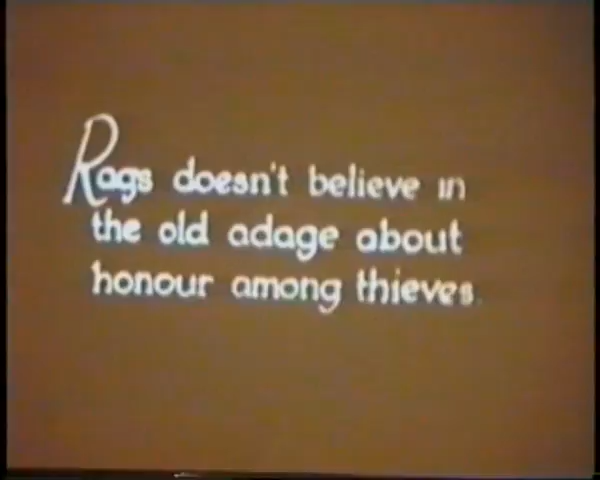 Rags doesn't believe in
the old adage about
honour among thieves.